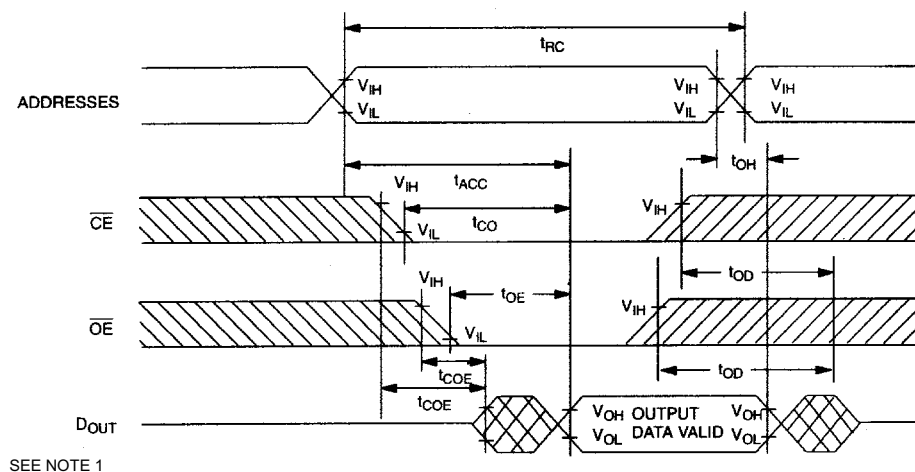 tRC
ADDRESSES
VIH
VIL
VIH
VIL
VIH
VIL
tOH
tACC
CE
VIH
VIL
tCO
VIH
tOD
OE
VIH
VIL
tOE
VIH
tOD
tCOE
tCOE
DOUT
VOH OUTPUT VOH
VOL DATA VALID VOL
SEE NOTE 1